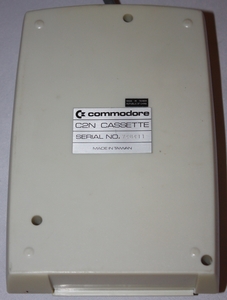 commodore
C2N CASSETTE
SERIAL NO.
MADE IN TAIWAN